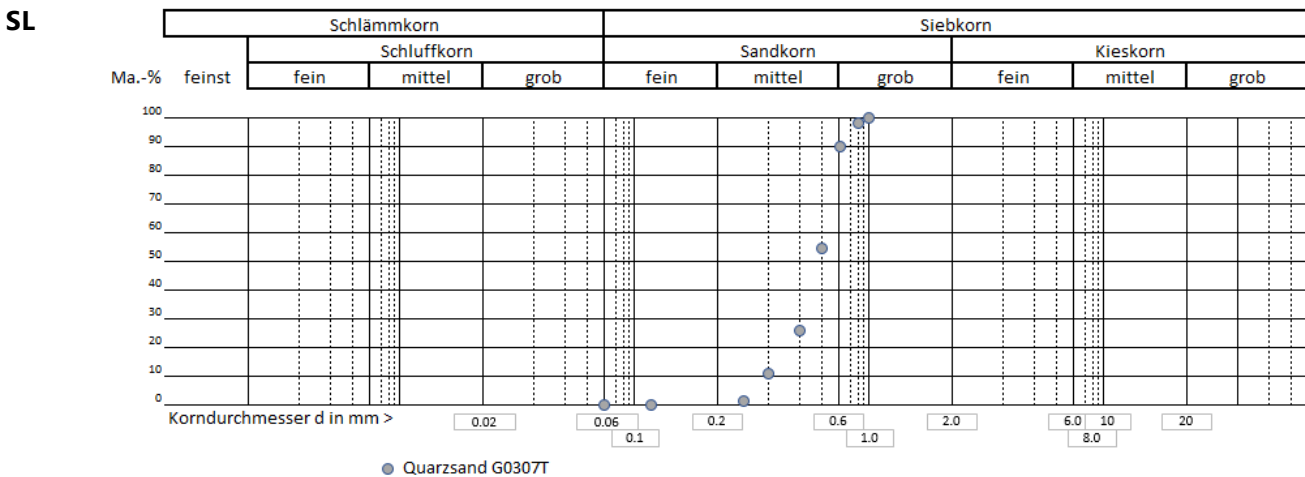 SL
Schlämmkorn Siebkorn
Schluffkorn Sandkorn Kieskorn
Ma.-% feinst fein mittel grob fein mittel grob fein mittel grob
100
90
80
70
60
50
40
30
20
10
0
Korndurchmesser d in mm >
0.02 0.06 0.2 0.6 2.0 6.0 10 20
0.1 1.0 8.0
Quarzsand G0307T